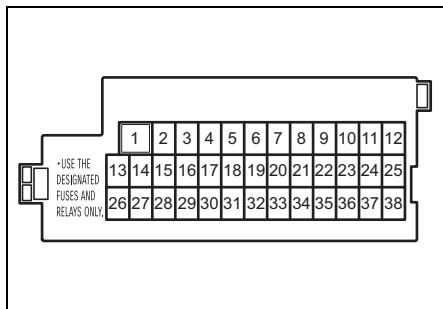 1 2 3 4 5 6 7 8 9 10 11 12
•USE THE
DESIGNATED
FUSES AND
RELAYS ONLY.
13 14 15 16 17 18 19 20 21 22 23 24 25
26 27 28 29 30 31 32 33 34 35 36 37 38